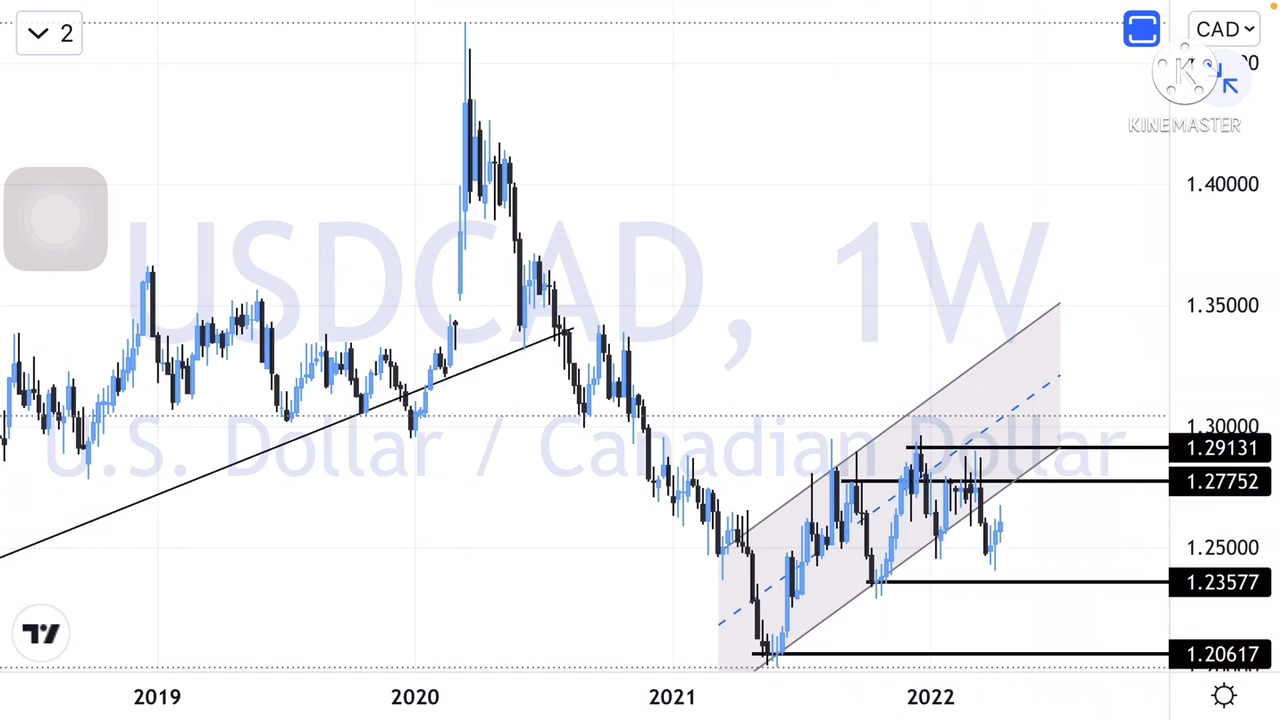 2
CAD
K
KINEMASTER
USDCAD, 1W
U.S. Dollar / Canadian Dollar
1.40000
1.35000
1.30000
1.29131
1.27752
1.25000
1.23577
1.20617
2019
2020
2021
2022